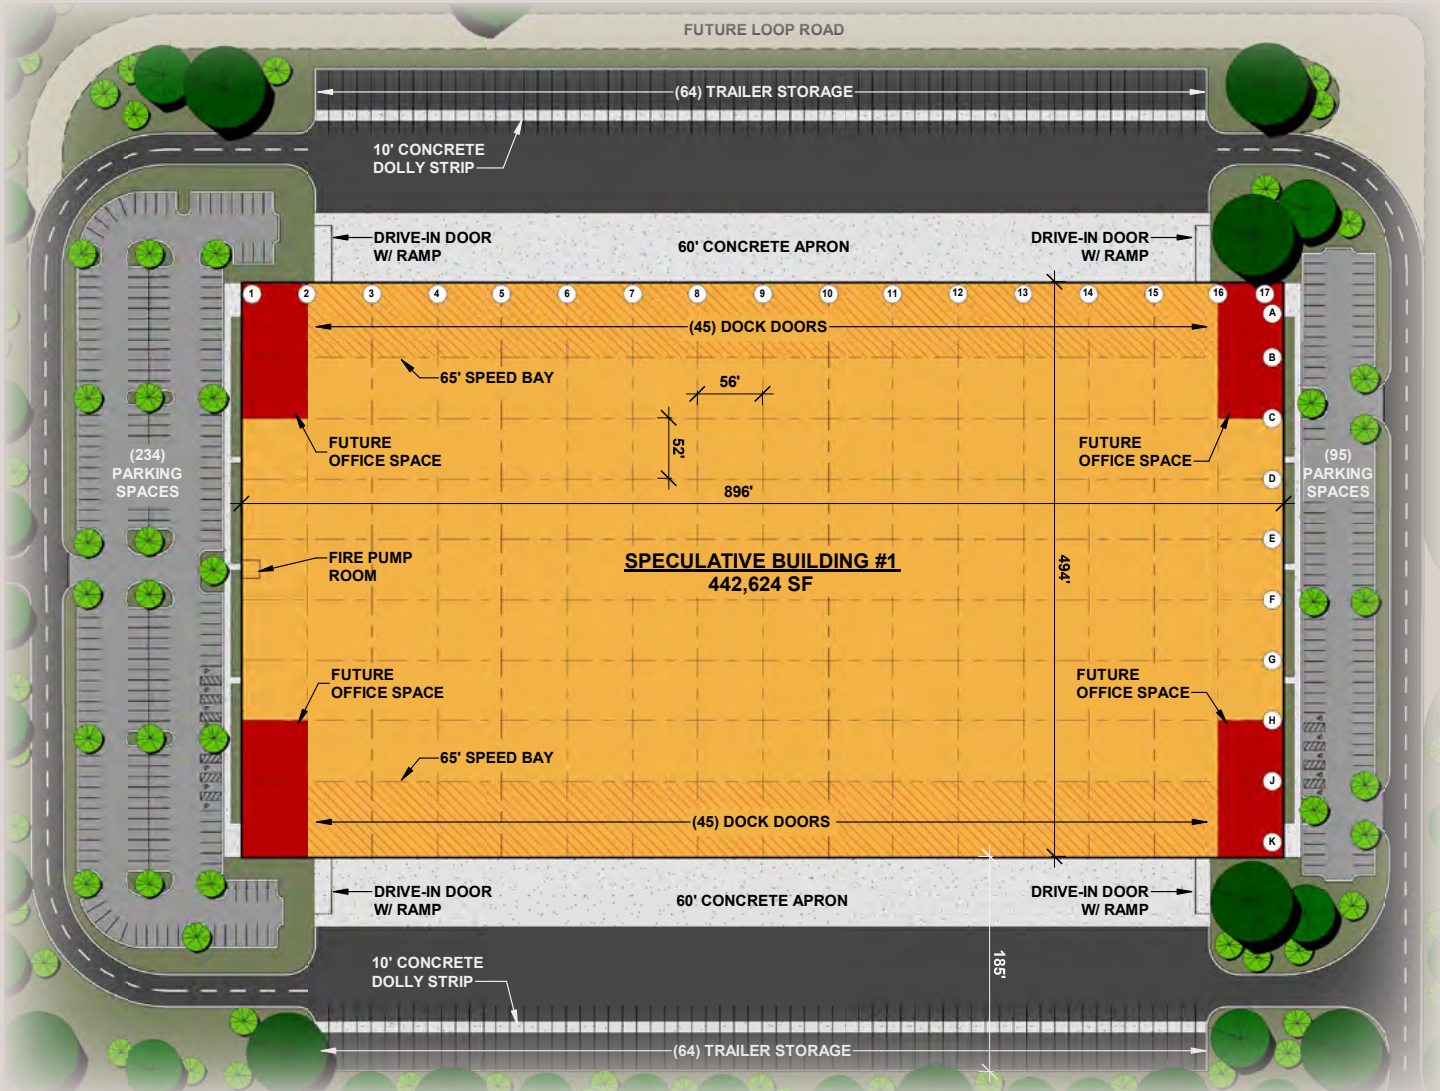 FUTURE LOOP ROAD
(64) TRAILER STORAGE
10' CONCRETE
DOLLY STRIP
DRIVE-IN DOOR
W/ RAMP
60' CONCRETE APRON
DRIVE-IN DOOR
W/ RAMP
1 2 3 4 5 6 7 8 9 10 11 12 13 14 15 16 17
A
(45) DOCK DOORS
B
65' SPEED BAY
56'
C
FUTURE
OFFICE SPACE
52'
FUTURE
OFFICE SPACE
(234)
PARKING
SPACES
(95)
PARKING
SPACES
D
896'
E
FIRE PUMP
ROOM
SPECULATIVE BUILDING #1
442,624 SF
494'
F
G
FUTURE
OFFICE SPACE
FUTURE
OFFICE SPACE
H
65' SPEED BAY
J
(45) DOCK DOORS
K
DRIVE-IN DOOR
W/ RAMP
60' CONCRETE APRON
DRIVE-IN DOOR
W/ RAMP
10' CONCRETE
DOLLY STRIP
185'
(64) TRAILER STORAGE